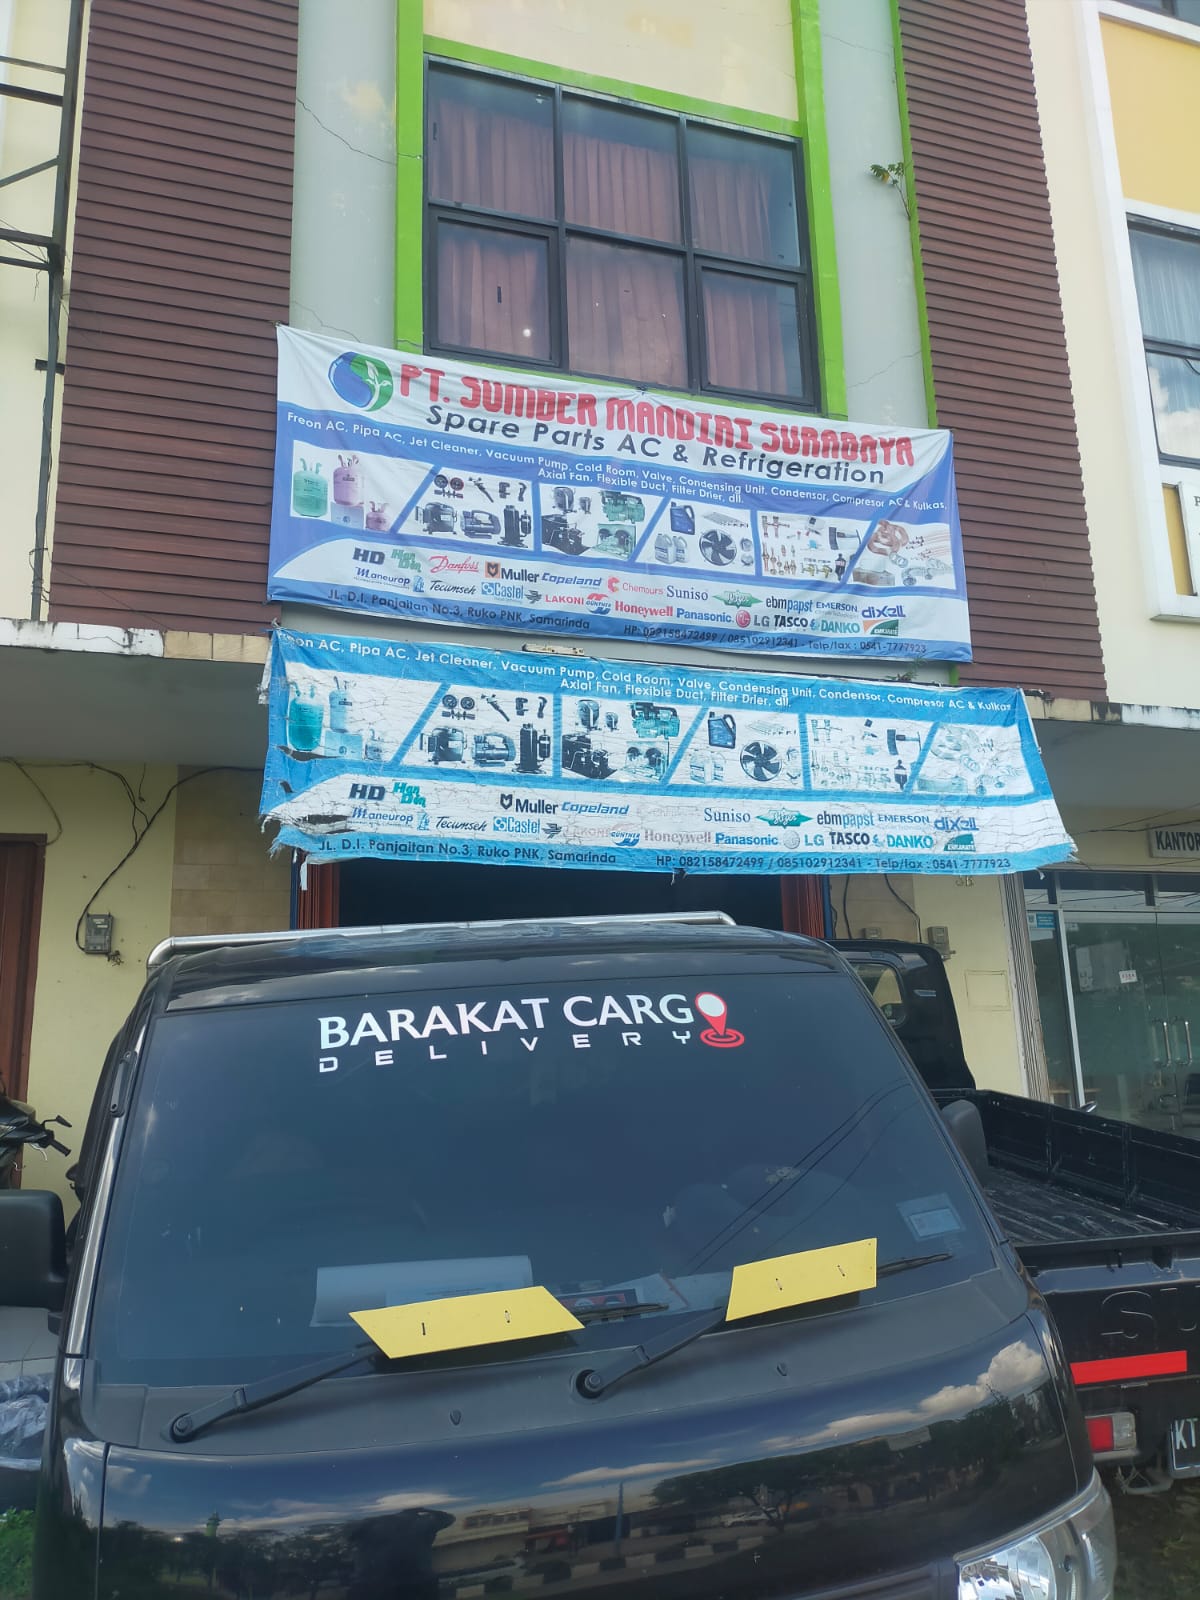 PT. SUMBER MANDIRI SURABAYA
Spare Parts AC & Refrigeration
Freon AC, Pipa AC, Jet Cleaner, Vacuum Pump, Cold Room, Valve, Condensing Unit, Condensor, Compresor AC & Kulkas,
Axial Fan, Flexible Duct, Filter Drier, dll.
HD Danfoss Muller Copeland Chemours Suniso ebmpapst EMERSON dixell
Maneurop Tecumseh Castel LAKONI GÜNTNER Honeywell Panasonic LG TASCO DANKO
JL. D.I. Panjaitan No.3, Ruko PNK, Samarinda
HP: 082158472499 / 085102912341 - Telp/fax : 0541-7777923
Freon AC, Pipa AC, Jet Cleaner, Vacuum Pump, Cold Room, Valve, Condensing Unit, Condensor, Compresor AC & Kulkas,
Axial Fan, Flexible Duct, Filter Drier, dll.
HD Muller Copeland Suniso ebmpapst EMERSON dixell
Maneurop Tecumseh Castel LAKONI GÜNTNER Honeywell Panasonic LG TASCO DANKO
JL. D.I. Panjaitan No.3, Ruko PNK, Samarinda
HP: 082158472499 / 085102912341 - Telp/fax : 0541-7777923
KANTOR
BARAKAT CARGO
DELIVERY
KT